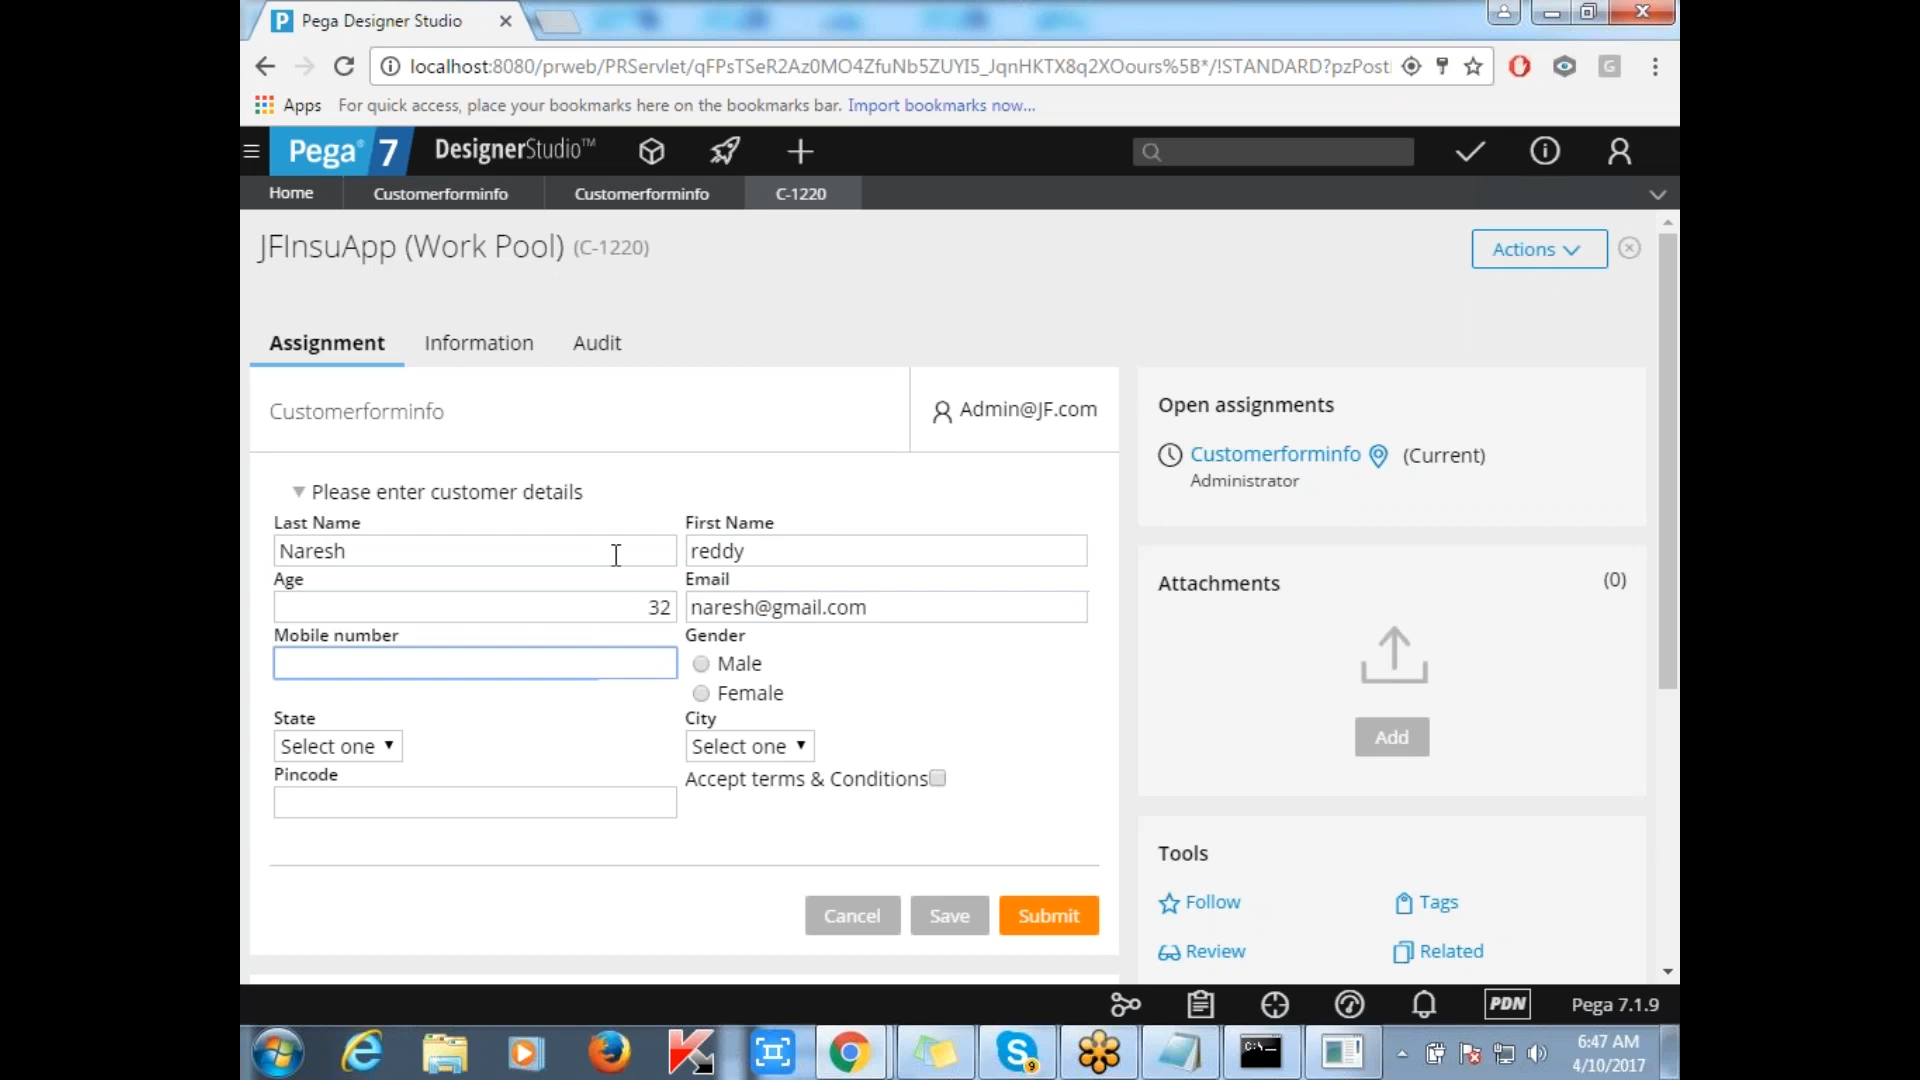 Pega Designer Studio
localhost:8080/prweb/PRServlet/qFPsTSeR2Az0MO4ZfuNb5ZUYI5_JqnHKTX8q2XOours%5B*/!STANDARD?pzPost
Apps For quick access, place your bookmarks here on the bookmarks bar. Import bookmarks now...
Pega 7 DesignerStudio™
Home Customerforminfo Customerforminfo C-1220
JFInsuApp (Work Pool) (C-1220)
Actions
Assignment Information Audit
Customerforminfo
Admin@JF.com
Please enter customer details
Last Name First Name
Naresh reddy
Age Email
32 naresh@gmail.com
Mobile number Gender
Male
Female
State City
Select one Select one
Pincode Accept terms & Conditions
Cancel Save Submit
Open assignments
Customerforminfo (Current)
Administrator
Attachments (0)
Add
Tools
Follow Tags
Review Related
PDN Pega 7.1.9
6:47 AM
4/10/2017